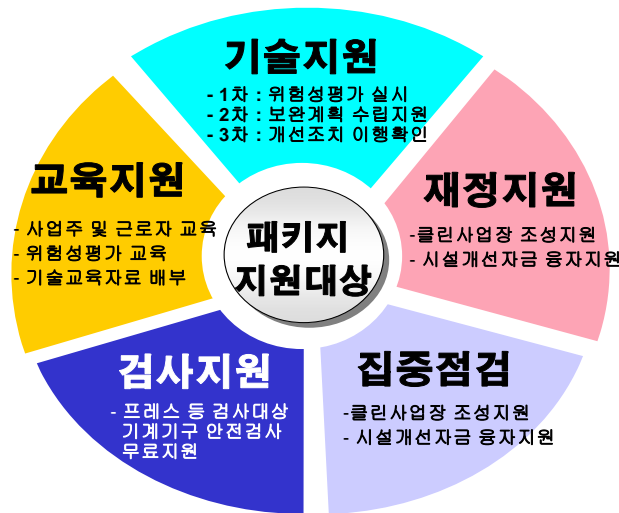 기술지원
- 1차 : 위험성평가 실시
- 2차 : 보완계획 수립지원
- 3차 : 개선조치 이행확인
교육지원
- 사업주 및 근로자 교육
- 위험성평가 교육
- 기술교육자료 배부
재정지원
-클린사업장 조성지원
- 시설개선자금 융자지원
패키지
지원대상
검사지원
- 프레스 등 검사대상
기계기구 안전검사
무료지원
집중점검
-클린사업장 조성지원
- 시설개선자금 융자지원